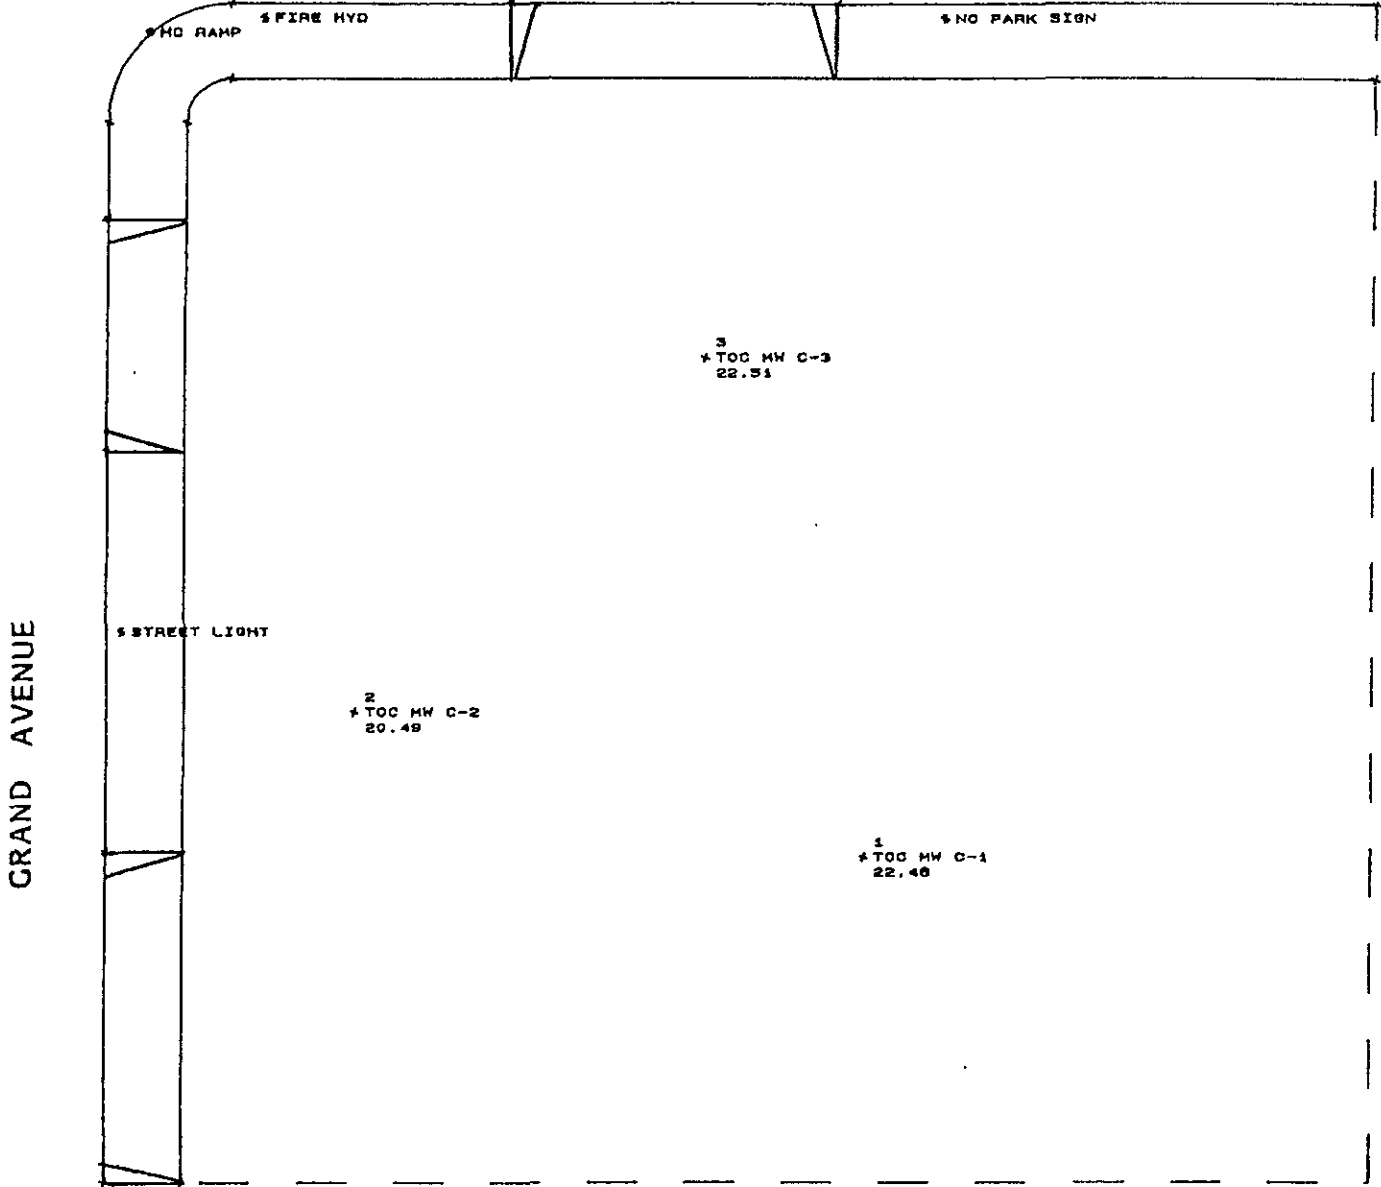 FIRE HYD
NO PARK SIGN
HC RAMP
3
TOC MW C-3
22.51
STREET LIGHT
2
TOC MW C-2
20.49
GRAND AVENUE
1
TOC MW C-1
22.48